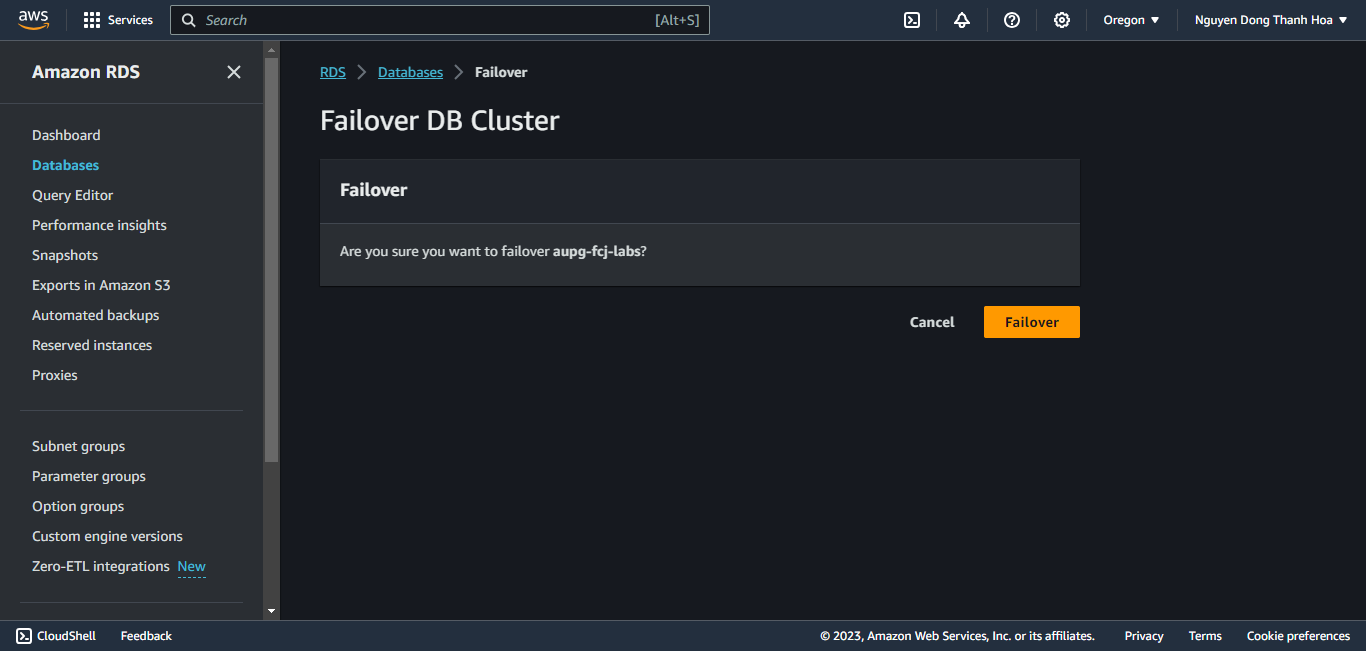 aws
Services
Search [Alt+S]
Oregon
Nguyen Dong Thanh Hoa
Amazon RDS
Dashboard
Databases
Query Editor
Performance insights
Snapshots
Exports in Amazon S3
Automated backups
Reserved instances
Proxies
Subnet groups
Parameter groups
Option groups
Custom engine versions
Zero-ETL integrations New
RDS Databases Failover
Failover DB Cluster
Failover
Are you sure you want to failover aupg-fcj-labs?
Cancel Failover
CloudShell Feedback
© 2023, Amazon Web Services, Inc. or its affiliates. Privacy Terms Cookie preferences